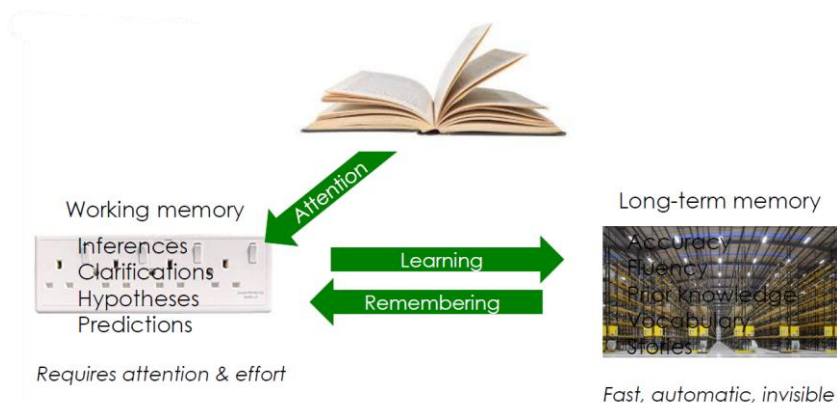 Attention
Working memory
Inferences
Clarifications
Hypotheses
Predictions
Requires attention & effort
Learning
Remembering
Long-term memory
Accuracy
Fluency
Prior knowledge
Vocabulary
Stories
Fast, automatic, invisible